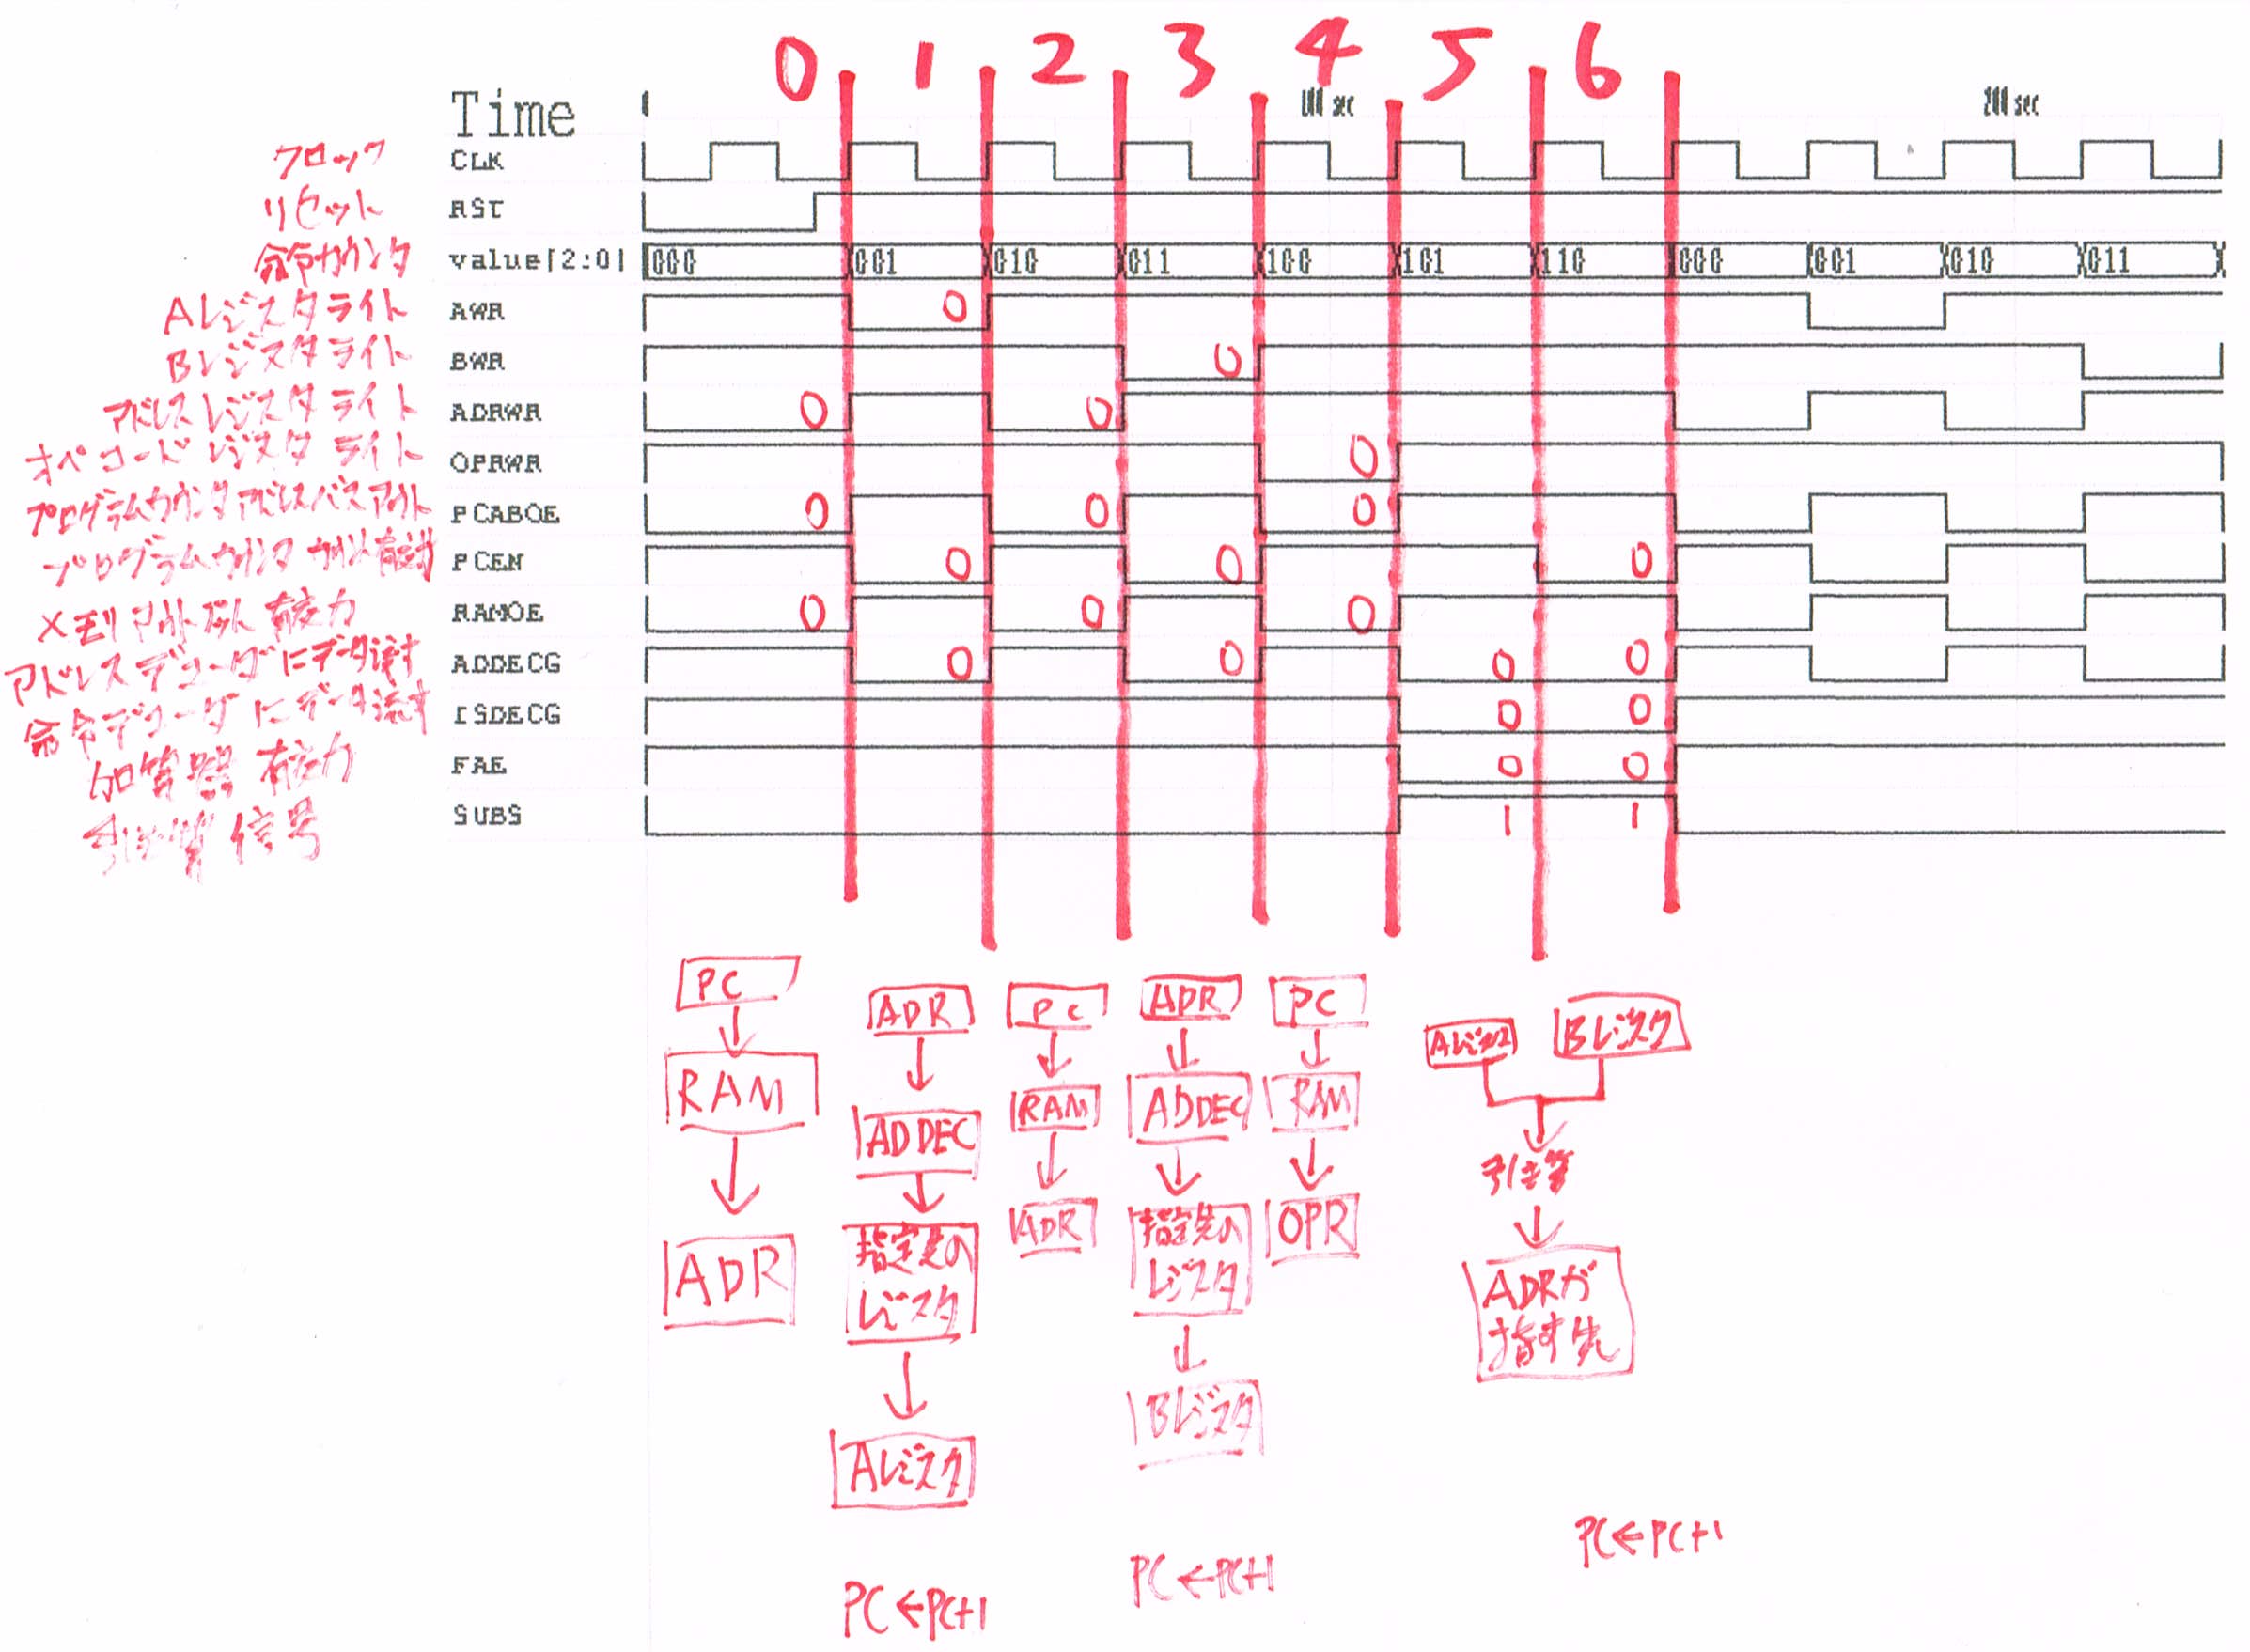 0 1 2 3 4 5 6
Time
100 sec
200 sec
クロック CLK
リセット RST
命令カウンタ value[2:0] 000 001 010 011 100 101 110 000 001 010 011
Aレジスタライト AWR 0
Bレジスタライト BWR 0
アドレスレジスタライト ADRWR 0 0
オペコードレジスタライト OPRWR 0
プログラムカウンタアドレスバスアウト PCABOE 0 0 0
プログラムカウンタ PCEN 0 0 0
メモリアウトプット有効 RAMOE 0 0 0
アドレスデコーダにデータ流す ADDECG 0 0 0 0
命令デコーダにデータ流す ISDECG 0 0
加算器有効 FAE 0 0
引き算信号 SUBS 1 1
PC
↓
RAM
↓
ADR
ADR
↓
ADDEC
↓
指定先の
レジスタ
↓
Aレジスタ
PC←PC+1
PC
↓
RAM
↓
ADR
ADR
↓
ADDEC
↓
指定先の
レジスタ
↓
Bレジスタ
PC←PC+1
PC
↓
RAM
↓
OPR
Aレジスタ Bレジスタ
引き算
↓
ADRが
指す先
PC←PC+1